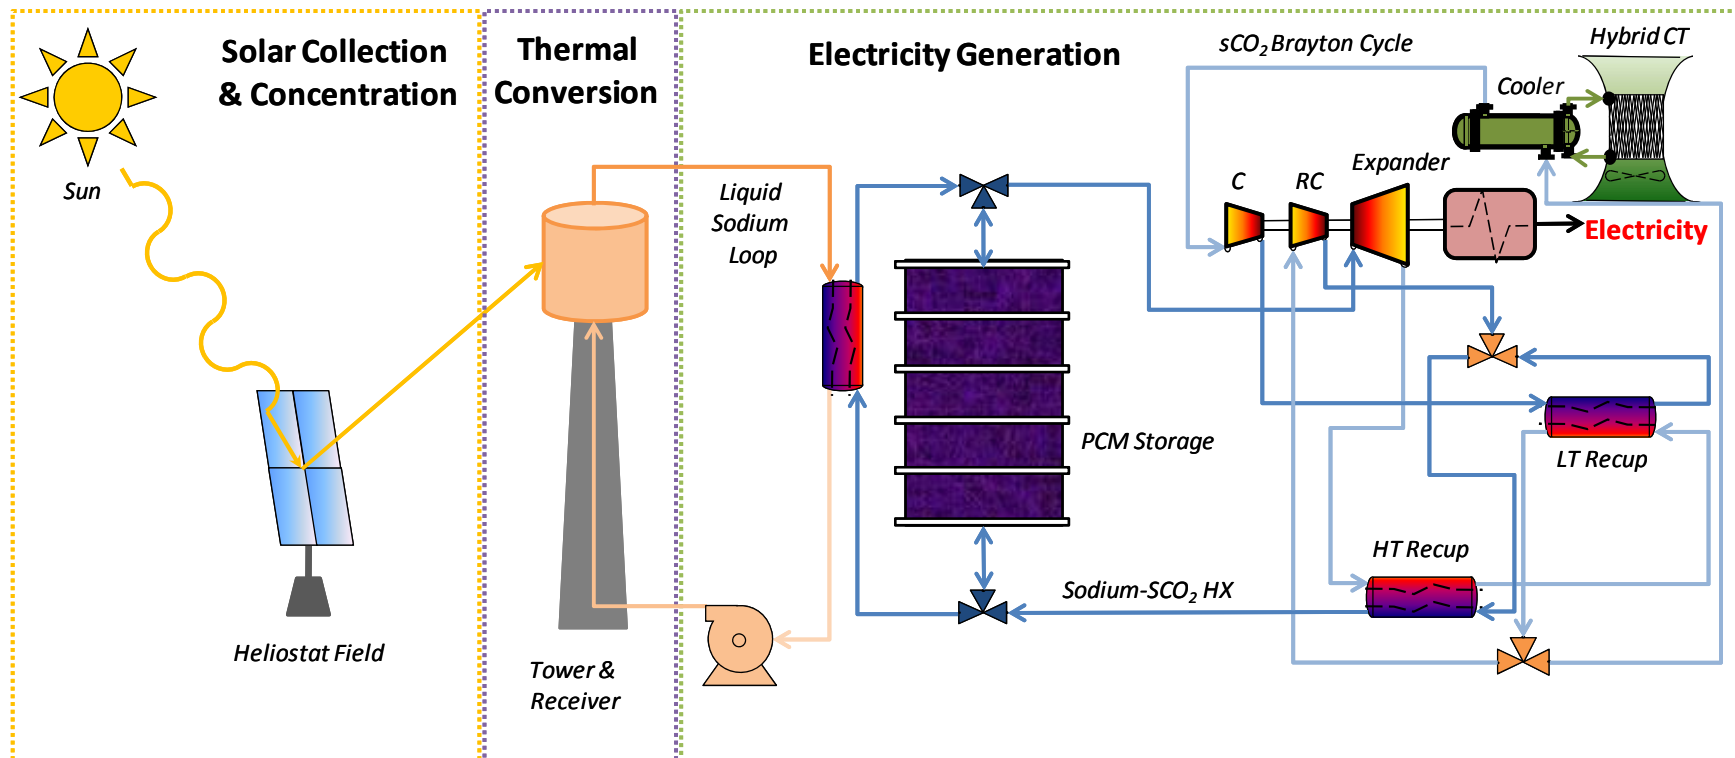 Solar Collection
& Concentration
Thermal
Conversion
Electricity Generation
sCO2 Brayton Cycle
Hybrid CT
Cooler
Expander
C
RC
Sun
Liquid
Sodium
Loop
Electricity
PCM Storage
LT Recup
HT Recup
Sodium-SCO2 HX
Heliostat Field
Tower &
Receiver